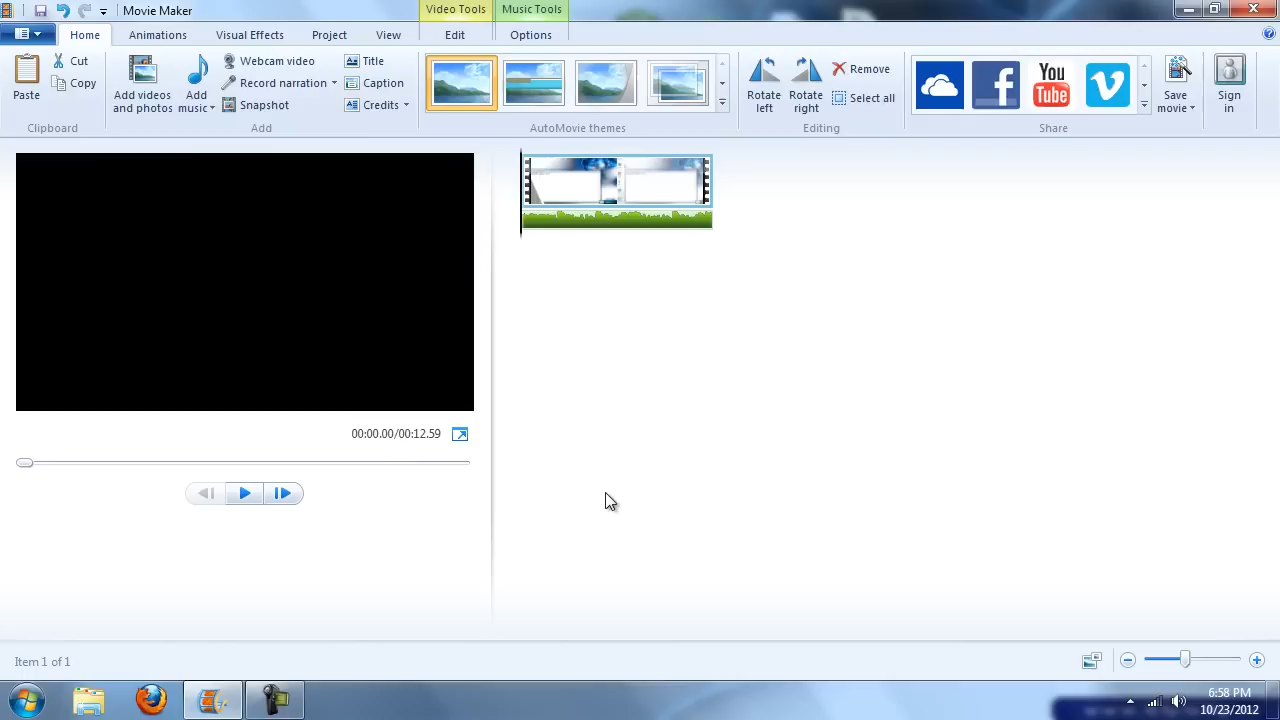 Movie Maker
Video Tools
Music Tools
Home
Animations
Visual Effects
Project
View
Edit
Options
Paste
Cut
Copy
Clipboard
Add videos
and photos
Add
music
Webcam video
Record narration
Snapshot
Title
Caption
Credits
Add
AutoMovie themes
Rotate
left
Rotate
right
Remove
Select all
Editing
You
Tube
Share
Save
movie
Sign
in
00:00.00/00:12.59
Item 1 of 1
6:58 PM
10/23/2012